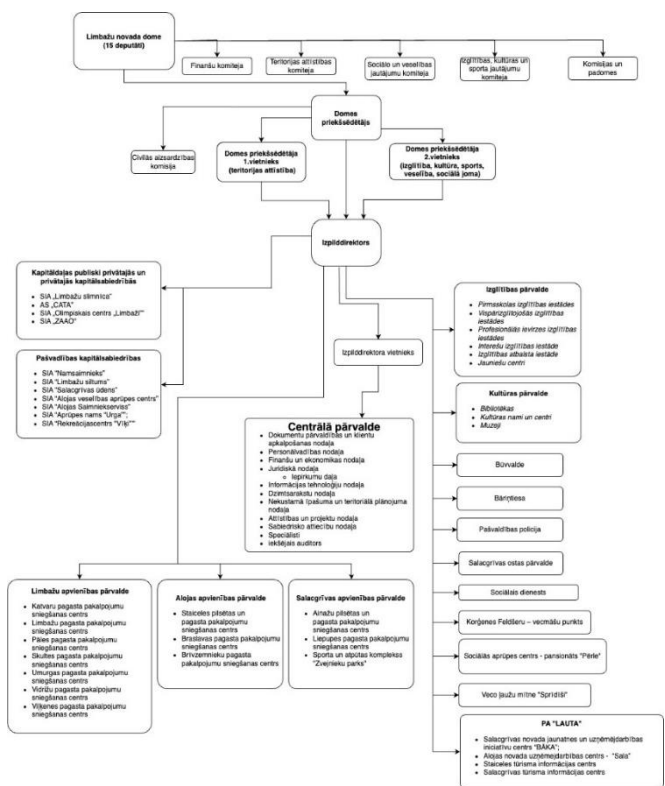 Limbažu novada dome
(15 deputāti)
Finanšu komiteja
Teritorijas attīstības
komiteja
Sociālo un veselības
jautājumu komiteja
Izglītības, kultūras un
sporta jautājumu
komiteja
Komisijas un
padomes
Domes
priekšsēdētājs
Civilās aizsardzības
komisija
Domes priekšsēdētāja
1.vietnieks
(teritorijas attīstība)
Domes priekšsēdētāja
2.vietnieks
(izglītība, kultūra, sports,
veselība, sociālā joma)
Izpilddirektors
Kapitāldaļas publiski privātajās un
privātajās kapitālsabiedrībās
SIA „Limbažu slimnīca"
AS „CATA"
SIA „Olimpiskais centrs „Limbaži""
SIA „ZAAO"
Pašvaldības kapitālsabiedrības
SIA "Namsaimnieks"
SIA "Limbažu siltums"
SIA "Salacgrīvas ūdens"
SIA "Alojas veselības aprūpes centrs"
SIA "Alojas Saimniekserviss"
SIA "Aprūpes nams "Urga"";
SIA "Rekreācijascentrs "Vīķi""
Izpilddirektora vietnieks
Centrālā pārvalde
Dokumentu pārvaldības un klientu
apkalpošanas nodaļa
Personālvadības nodaļa
Finanšu un ekonomikas nodaļa
Juridiskā nodaļa
Iepirkumu daļa
Informācijas tehnoloģiju nodaļa
Dzimtsarakstu nodaļa
Nekustamā īpašuma un teritoriālā plānojuma
nodaļa
Attīstības un projektu nodaļa
Sabiedrisko attiecību nodaļa
Speciālisti
Iekšējais auditors
Izglītības pārvalde
Pirmsskolas izglītības iestādes
Vispārizglītojošās izglītības
iestādes
Profesionālās ievirzes izglītības
iestādes
Interešu izglītības iestāde
Izglītības atbalsta iestāde
Jauniešu centri
Kultūras pārvalde
Bibliotēkas
Kultūras nami un centri
Muzeji
Būvvalde
Bāriņtiesa
Pašvaldības policija
Salacgrīvas ostas pārvalde
Sociālais dienests
Korģenes Feldšeru – vecmāšu punkts
Sociālās aprūpes centrs - pansionāts "Pērle"
Veco ļaužu mītne "Sprīdīši"
PA "LAUTA"
Salacgrīvas novada jaunatnes un uzņēmējdarbības
iniciatīvu centrs "BĀKA";
Alojas novada uzņēmējdarbības centrs - "Sala"
Staiceles tūrisma informācijas centrs
Salacgrīvas tūrisma informācijas centrs
Limbažu apvienības pārvalde
Katvaru pagasta pakalpojumu
sniegšanas centrs
Limbažu pagasta pakalpojumu
sniegšanas centrs
Pāles pagasta pakalpojumu
sniegšanas centrs
Skultes pagasta pakalpojumu
sniegšanas centrs
Umurgas pagasta pakalpojumu
sniegšanas centrs
Vidrižu pagasta pakalpojumu
sniegšanas centrs
Viļķenes pagasta pakalpojumu
sniegšanas centrs
Alojas apvienības pārvalde
Staiceles pilsētas un
pagasta pakalpojumu
sniegšanas centrs
Braslavas pagasta pakalpojumu
sniegšanas centrs
Brīvzemnieku pagasta
pakalpojumu sniegšanas centrs
Salacgrīvas apvienības pārvalde
Ainažu pilsētas un
pagasta pakalpojumu
sniegšanas centrs
Liepupes pagasta pakalpojumu
sniegšanas centrs
Sporta un atpūtas komplekss
"Zvejnieku parks"